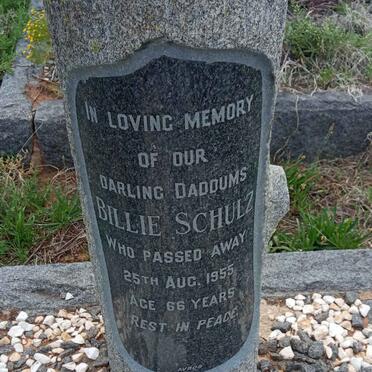 IN LOVING MEMORY
OF OUR
DARLING DADDUMS
BILLIE SCHULZ
WHO PASSED AWAY
25TH AUG. 1955
AGE 66 YEARS
REST IN PEACE